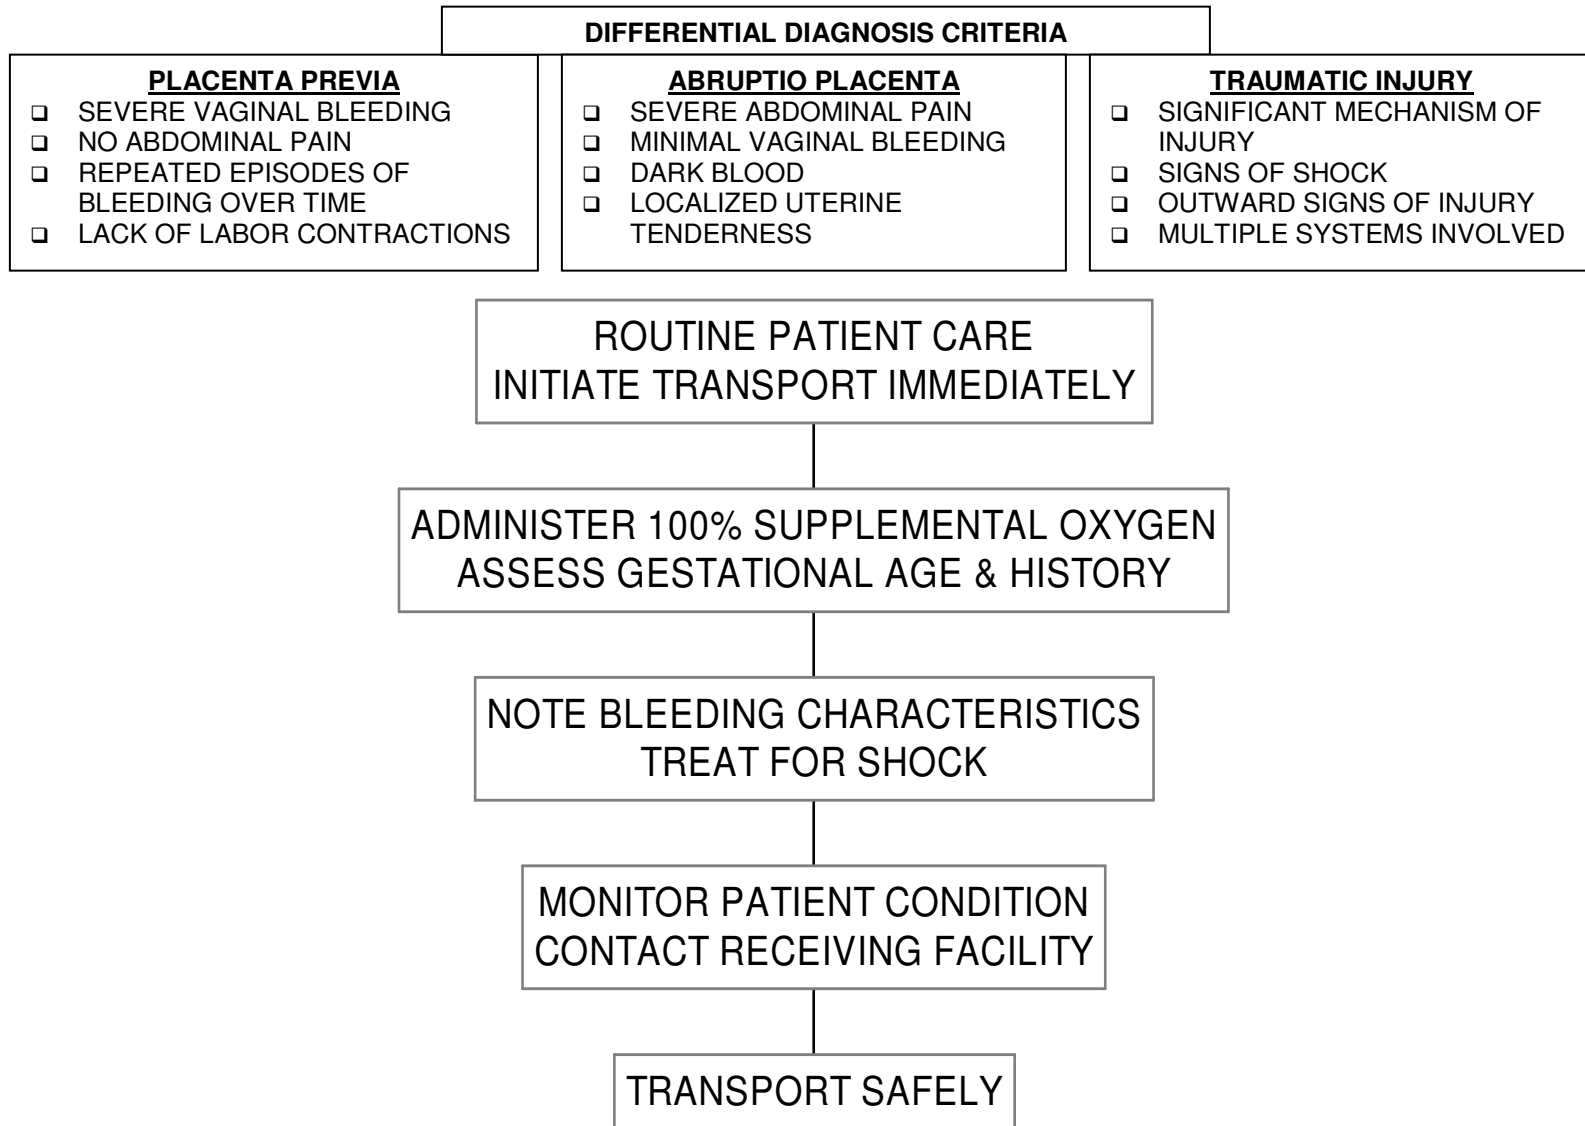 DIFFERENTIAL DIAGNOSIS CRITERIA
PLACENTA PREVIA
❑ SEVERE VAGINAL BLEEDING
❑ NO ABDOMINAL PAIN
❑ REPEATED EPISODES OF
BLEEDING OVER TIME
❑ LACK OF LABOR CONTRACTIONS
ABRUPTIO PLACENTA
❑ SEVERE ABDOMINAL PAIN
❑ MINIMAL VAGINAL BLEEDING
❑ DARK BLOOD
❑ LOCALIZED UTERINE
TENDERNESS
TRAUMATIC INJURY
❑ SIGNIFICANT MECHANISM OF
INJURY
❑ SIGNS OF SHOCK
❑ OUTWARD SIGNS OF INJURY
❑ MULTIPLE SYSTEMS INVOLVED
ROUTINE PATIENT CARE
INITIATE TRANSPORT IMMEDIATELY
ADMINISTER 100% SUPPLEMENTAL OXYGEN
ASSESS GESTATIONAL AGE & HISTORY
NOTE BLEEDING CHARACTERISTICS
TREAT FOR SHOCK
MONITOR PATIENT CONDITION
CONTACT RECEIVING FACILITY
TRANSPORT SAFELY